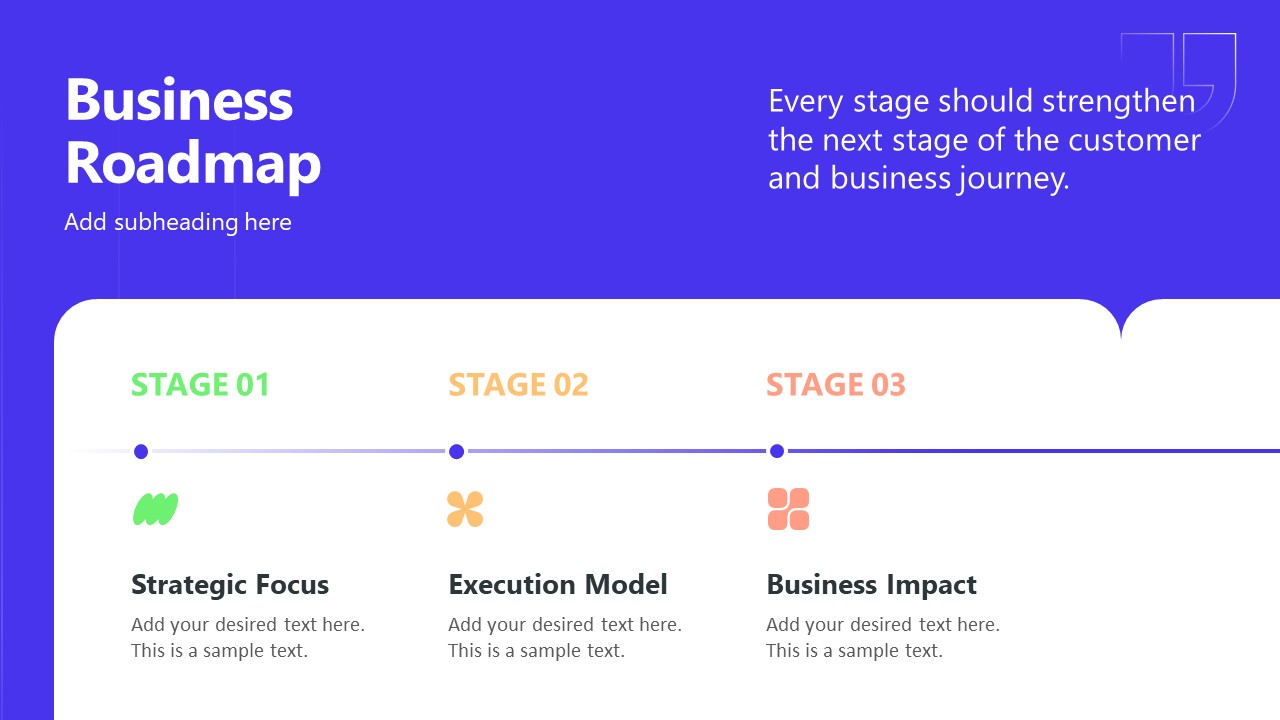 Business
Roadmap
Add subheading here
Every stage should strengthen
the next stage of the customer
and business journey.
STAGE 01
STAGE 02
STAGE 03
Strategic Focus
Add your desired text here.
This is a sample text.
Execution Model
Add your desired text here.
This is a sample text.
Business Impact
Add your desired text here.
This is a sample text.